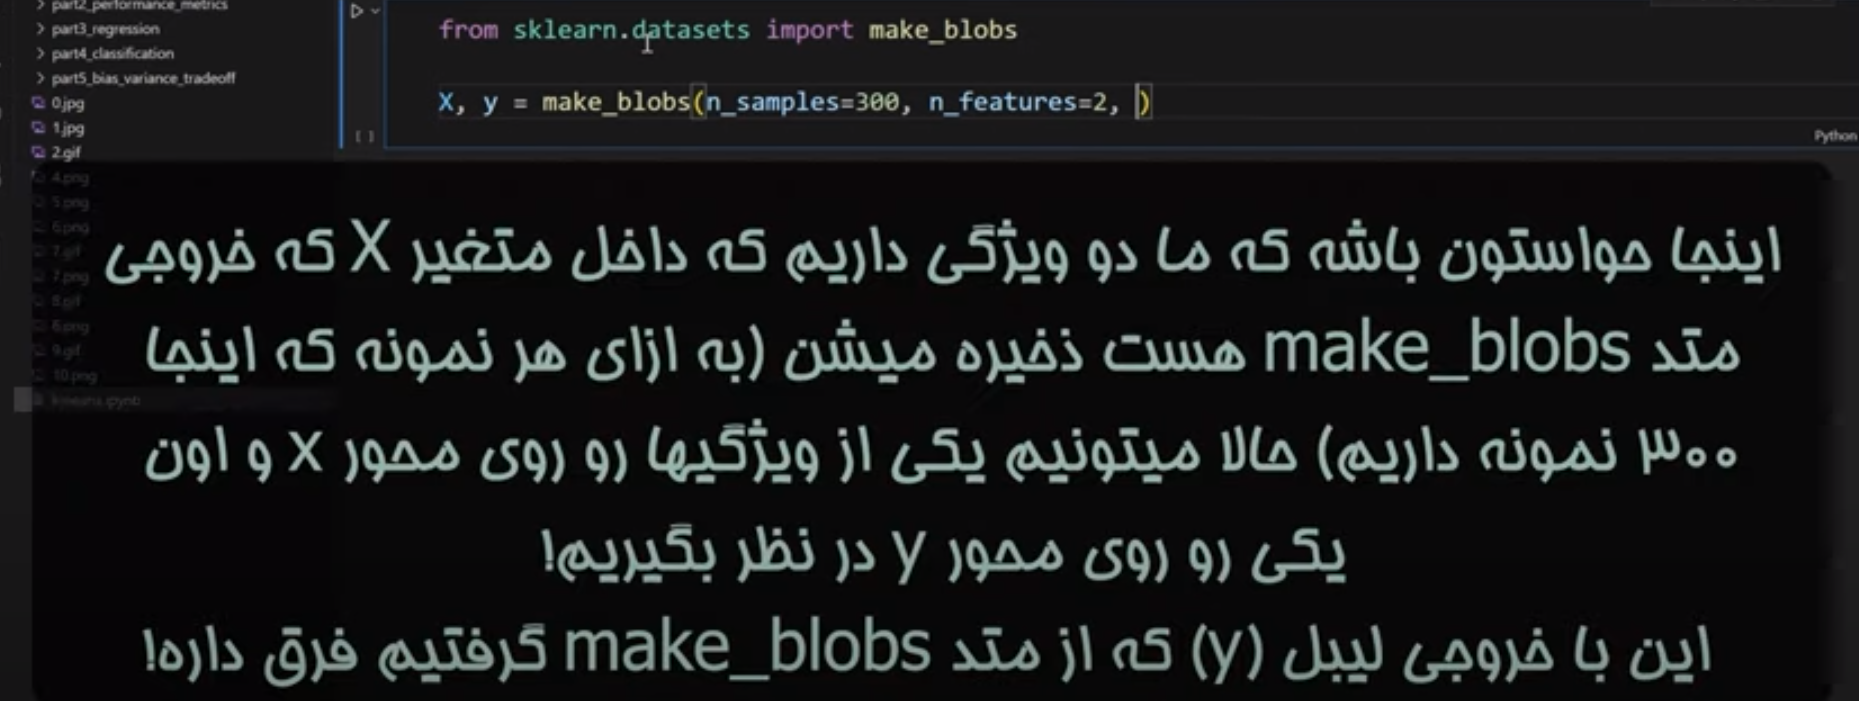 part2_performance_metrics
part3_regression
part4_classification
part5_bias_variance_tradeoff
0.jpg
1.jpg
2.gif
4.png
5.png
6.png
7.gif
7.png
8.gif
9.gif
10.png
kmeans.ipynb
from sklearn.datasets import make_blobs
X, y = make_blobs(n_samples=300, n_features=2, )
[ ]
Python
اینجا حواستون باشه که ما دو ویژگی داریم که داخل متغیر X که خروجی
متد make_blobs هست ذخیره میشن (به ازای هر نمونه که اینجا
۳۰۰ نمونه داریم) حالا میتونیم یکی از ویژگیها رو روی محور x و اون
یکی رو روی محور y در نظر بگیریم!
این با خروجی لیبل (y) که از متد make_blobs گرفتیم فرق داره!